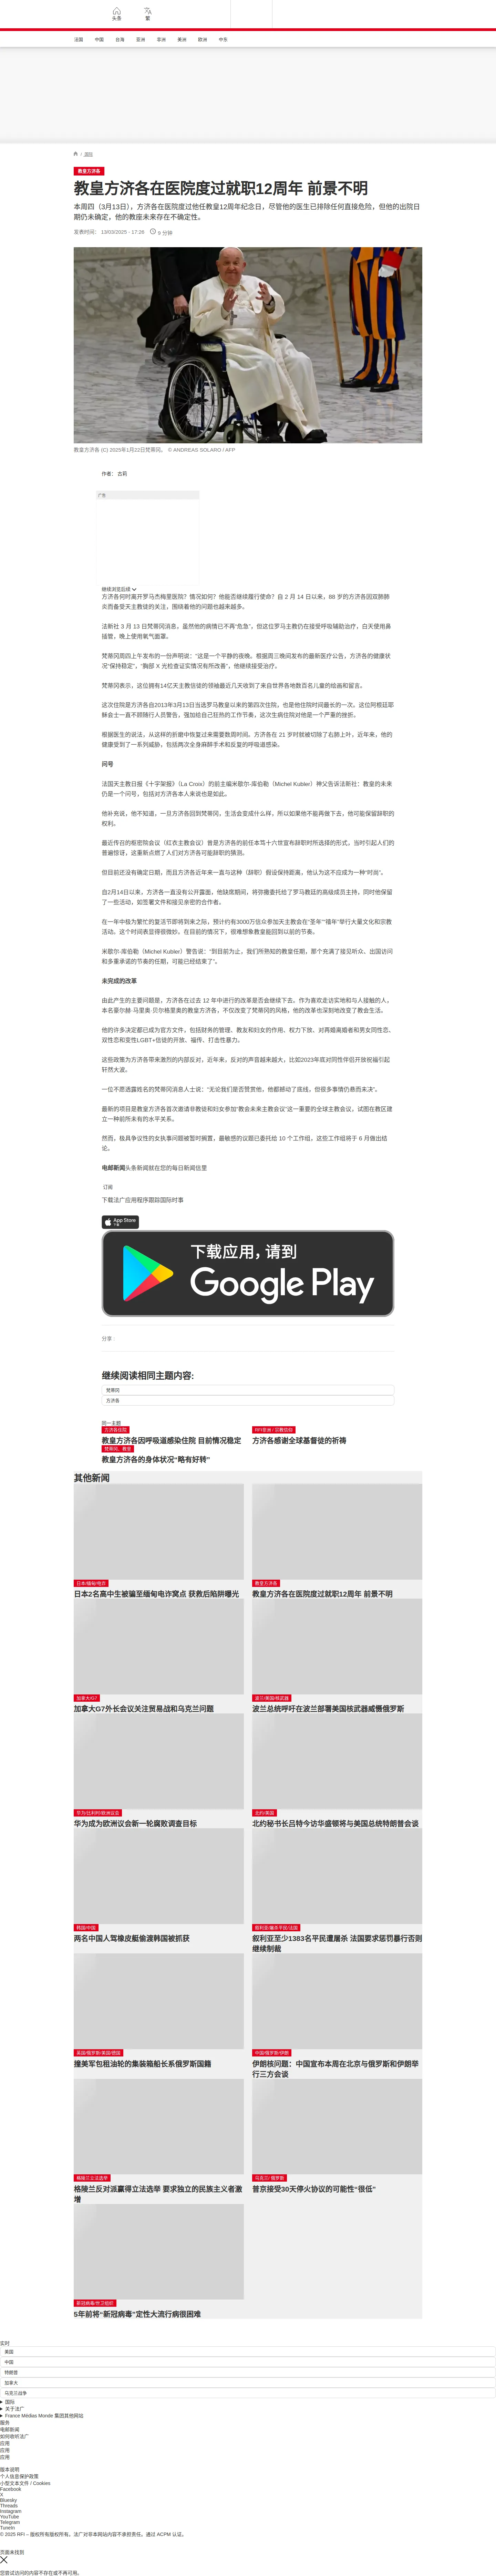 头条
繁
法国
中国
台海
亚洲
非洲
美洲
欧洲
中东
/ 国际
教皇方济各
教皇方济各在医院度过就职12周年 前景不明
本周四（3月13日），方济各在医院度过他任教皇12周年纪念日，尽管他的医生已排除任何直接危险，但他的出院日
期仍未确定，他的教座未来存在不确定性。
发表时间： 13/03/2025 - 17:26
9 分钟
教皇方济各 (C) 2025年1月22日梵蒂冈。 © ANDREAS SOLARO / AFP
作者： 古莉
广告
继续浏览后续
方济各何时离开罗马杰梅里医院？情况如何？他能否继续履行使命？自 2 月 14 日以来，88 岁的方济各因双肺肺
炎而备受天主教徒的关注，围绕着他的问题也越来越多。
法新社 3 月 13 日梵蒂冈消息，虽然他的病情已不再“危急”，但这位罗马主教仍在接受呼吸辅助治疗，白天使用鼻
插管，晚上使用氧气面罩。
梵蒂冈周四上午发布的一份声明说：“这是一个平静的夜晚。根据周三晚间发布的最新医疗公告，方济各的健康状
况“保持稳定”，“胸部 X 光检查证实情况有所改善”，他继续接受治疗。
梵蒂冈表示，这位拥有14亿天主教信徒的领袖最近几天收到了来自世界各地数百名儿童的绘画和留言。
这次住院是方济各自2013年3月13日当选罗马教皇以来的第四次住院，也是他住院时间最长的一次。这位阿根廷耶
稣会士一直不顾随行人员警告，强加给自己狂热的工作节奏，这次生病住院对他是一个严重的挫折。
根据医生的说法，从这样的折磨中恢复过来需要数周时间。方济各在 21 岁时就被切除了右肺上叶，近年来，他的
健康受到了一系列威胁，包括两次全身麻醉手术和反复的呼吸道感染。
问号
法国天主教日报《十字架报》（La Croix）的前主编米歇尔-库伯勒（Michel Kubler）神父告诉法新社：教皇的未来
仍是一个问号，包括对方济各本人来说也是如此。
他补充说，他不知道，一旦方济各回到梵蒂冈，生活会变成什么样，所以如果他不能再做下去，他可能保留辞职的
权利。
最近传召的枢密院会议（红衣主教会议）曾是方济各的前任本笃十六世宣布辞职时所选择的形式，当时引起人们的
普遍惊讶，这重新点燃了人们对方济各可能辞职的猜测。
但目前还没有确定日期，而且方济各近年来一直与这种（辞职）假设保持距离，他认为这不应成为一种“时尚”。
自2月14日以来，方济各一直没有公开露面，他缺席期间，将弥撒委托给了罗马教廷的高级成员主持，同时他保留
了一些活动，如签署文件和接见亲密的合作者。
在一年中极为繁忙的复活节即将到来之际，预计约有3000万信众参加天主教会在“圣年”“禧年”举行大量文化和宗教
活动。这个时间表显得很微妙。在目前的情况下，很难想象教皇能回到以前的节奏。
米歇尔-库伯勒（Michel Kubler）警告说：“到目前为止，我们所熟知的教皇任期，那个充满了接见听众、出国访问
和多重承诺的节奏的任期，可能已经结束了”。
未完成的改革
由此产生的主要问题是，方济各在过去 12 年中进行的改革是否会继续下去。作为喜欢走访实地和与人接触的人，
本名豪尔赫·马里奥·贝尔格里奥的教皇方济各，不仅改变了梵蒂冈的风格，他的改革也深刻地改变了教会生活。
他的许多决定都已成为官方文件，包括财务的管理、教友和妇女的作用、权力下放、对再婚离婚者和男女同性恋、
双性恋和变性LGBT+信徒的开放、福传、打击性暴力。
这些政策为方济各带来激烈的内部反对，近年来，反对的声音越来越大，比如2023年底对同性伴侣开放祝福引起
轩然大波。
一位不愿透露姓名的梵蒂冈消息人士说：“无论我们是否赞赏他，他都撼动了底线，但很多事情仍悬而未决”。
最新的项目是教皇方济各首次邀请非教徒和妇女参加“教会未来主教会议”这一重要的全球主教会议。试图在教区建
立一种前所未有的水平关系。
然而，极具争议性的女执事问题被暂时搁置，最敏感的议题已委托给 10 个工作组，这些工作组将于 6 月做出结
论。
电邮新闻头条新闻就在您的每日新闻信里
订阅
下载法广应用程序跟踪国际时事
App Store
下载
下载应用，请到
Google Play
分享 :
继续阅读相同主题内容:
梵蒂冈
方济各
同一主题
方济各住院
教皇方济各因呼吸道感染住院 目前情况稳定
RFI亚洲 / 宗教信仰
方济各感谢全球基督徒的祈祷
梵蒂冈、教皇
教皇方济各的身体状况“略有好转”
其他新闻
日本/缅甸/电诈
日本2名高中生被骗至缅甸电诈窝点 获救后陷阱曝光
教皇方济各
教皇方济各在医院度过就职12周年 前景不明
加拿大/G7
加拿大G7外长会议关注贸易战和乌克兰问题
波兰/美国/核武器
波兰总统呼吁在波兰部署美国核武器威慑俄罗斯
华为/比利时/欧洲议会
华为成为欧洲议会新一轮腐败调查目标
北约/美国
北约秘书长吕特今访华盛顿将与美国总统特朗普会谈
韩国/中国
两名中国人驾橡皮艇偷渡韩国被抓获
叙利亚/屠杀平民/法国
叙利亚至少1383名平民遭屠杀 法国要求惩罚暴行否则
继续制裁
英国/俄罗斯/美国/德国
撞美军包租油轮的集装箱船长系俄罗斯国籍
中国/俄罗斯/伊朗
伊朗核问题：中国宣布本周在北京与俄罗斯和伊朗举
行三方会谈
格陵兰立法选举
格陵兰反对派赢得立法选举 要求独立的民族主义者激
增
乌克兰/ 俄罗斯
普京接受30天停火协议的可能性“很低”
新冠病毒/世卫组织
5年前将“新冠病毒”定性大流行病很困难
实时
美国
中国
特朗普
加拿大
乌克兰战争
国际
关于法广
France Médias Monde 集团其他网站
服务
电邮新闻
如何收听法广
应用
应用
应用
版本说明
个人信息保护政策
小型文本文件 / Cookies
Facebook
X
Bluesky
Threads
Instagram
YouTube
Telegram
TuneIn
© 2025 RFI – 版权所有版权所有。法广对非本网站内容不承担责任。通过 ACPM 认证。
页面未找到
您尝试访问的内容不存在或不再可用。